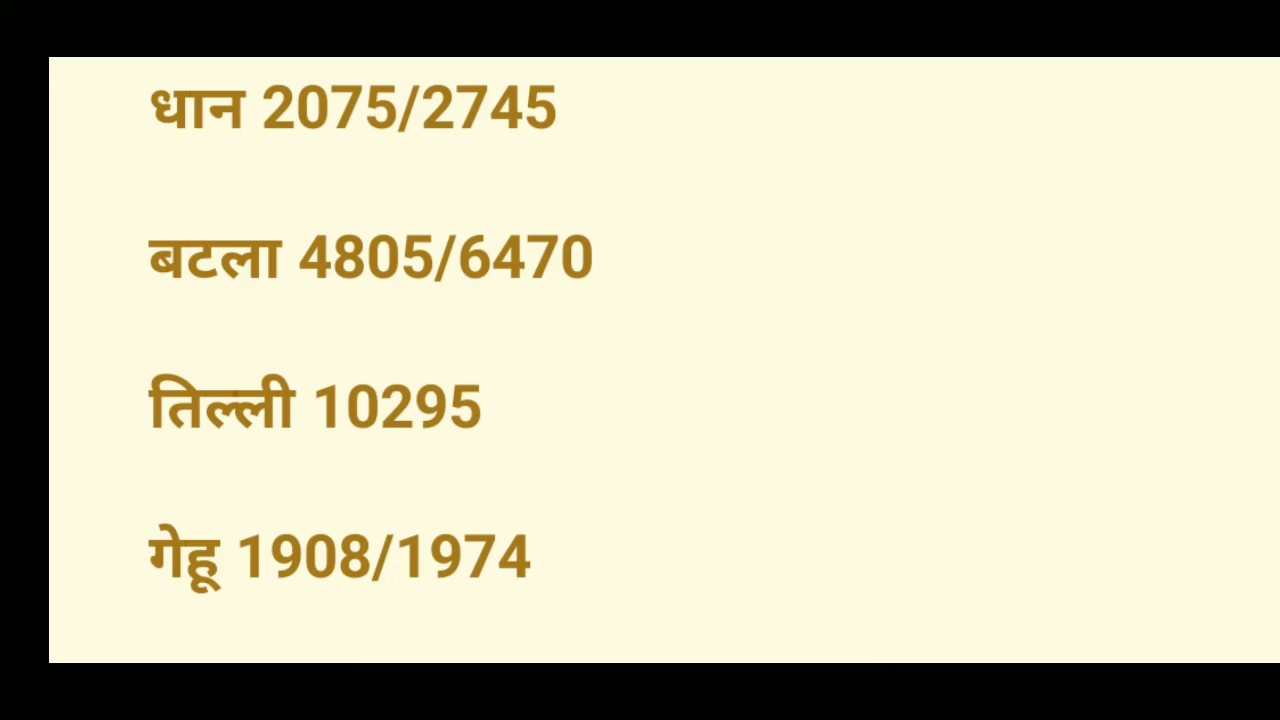 धान 2075/2745
बटला 4805/6470
तिल्ली 10295
गेहू 1908/1974